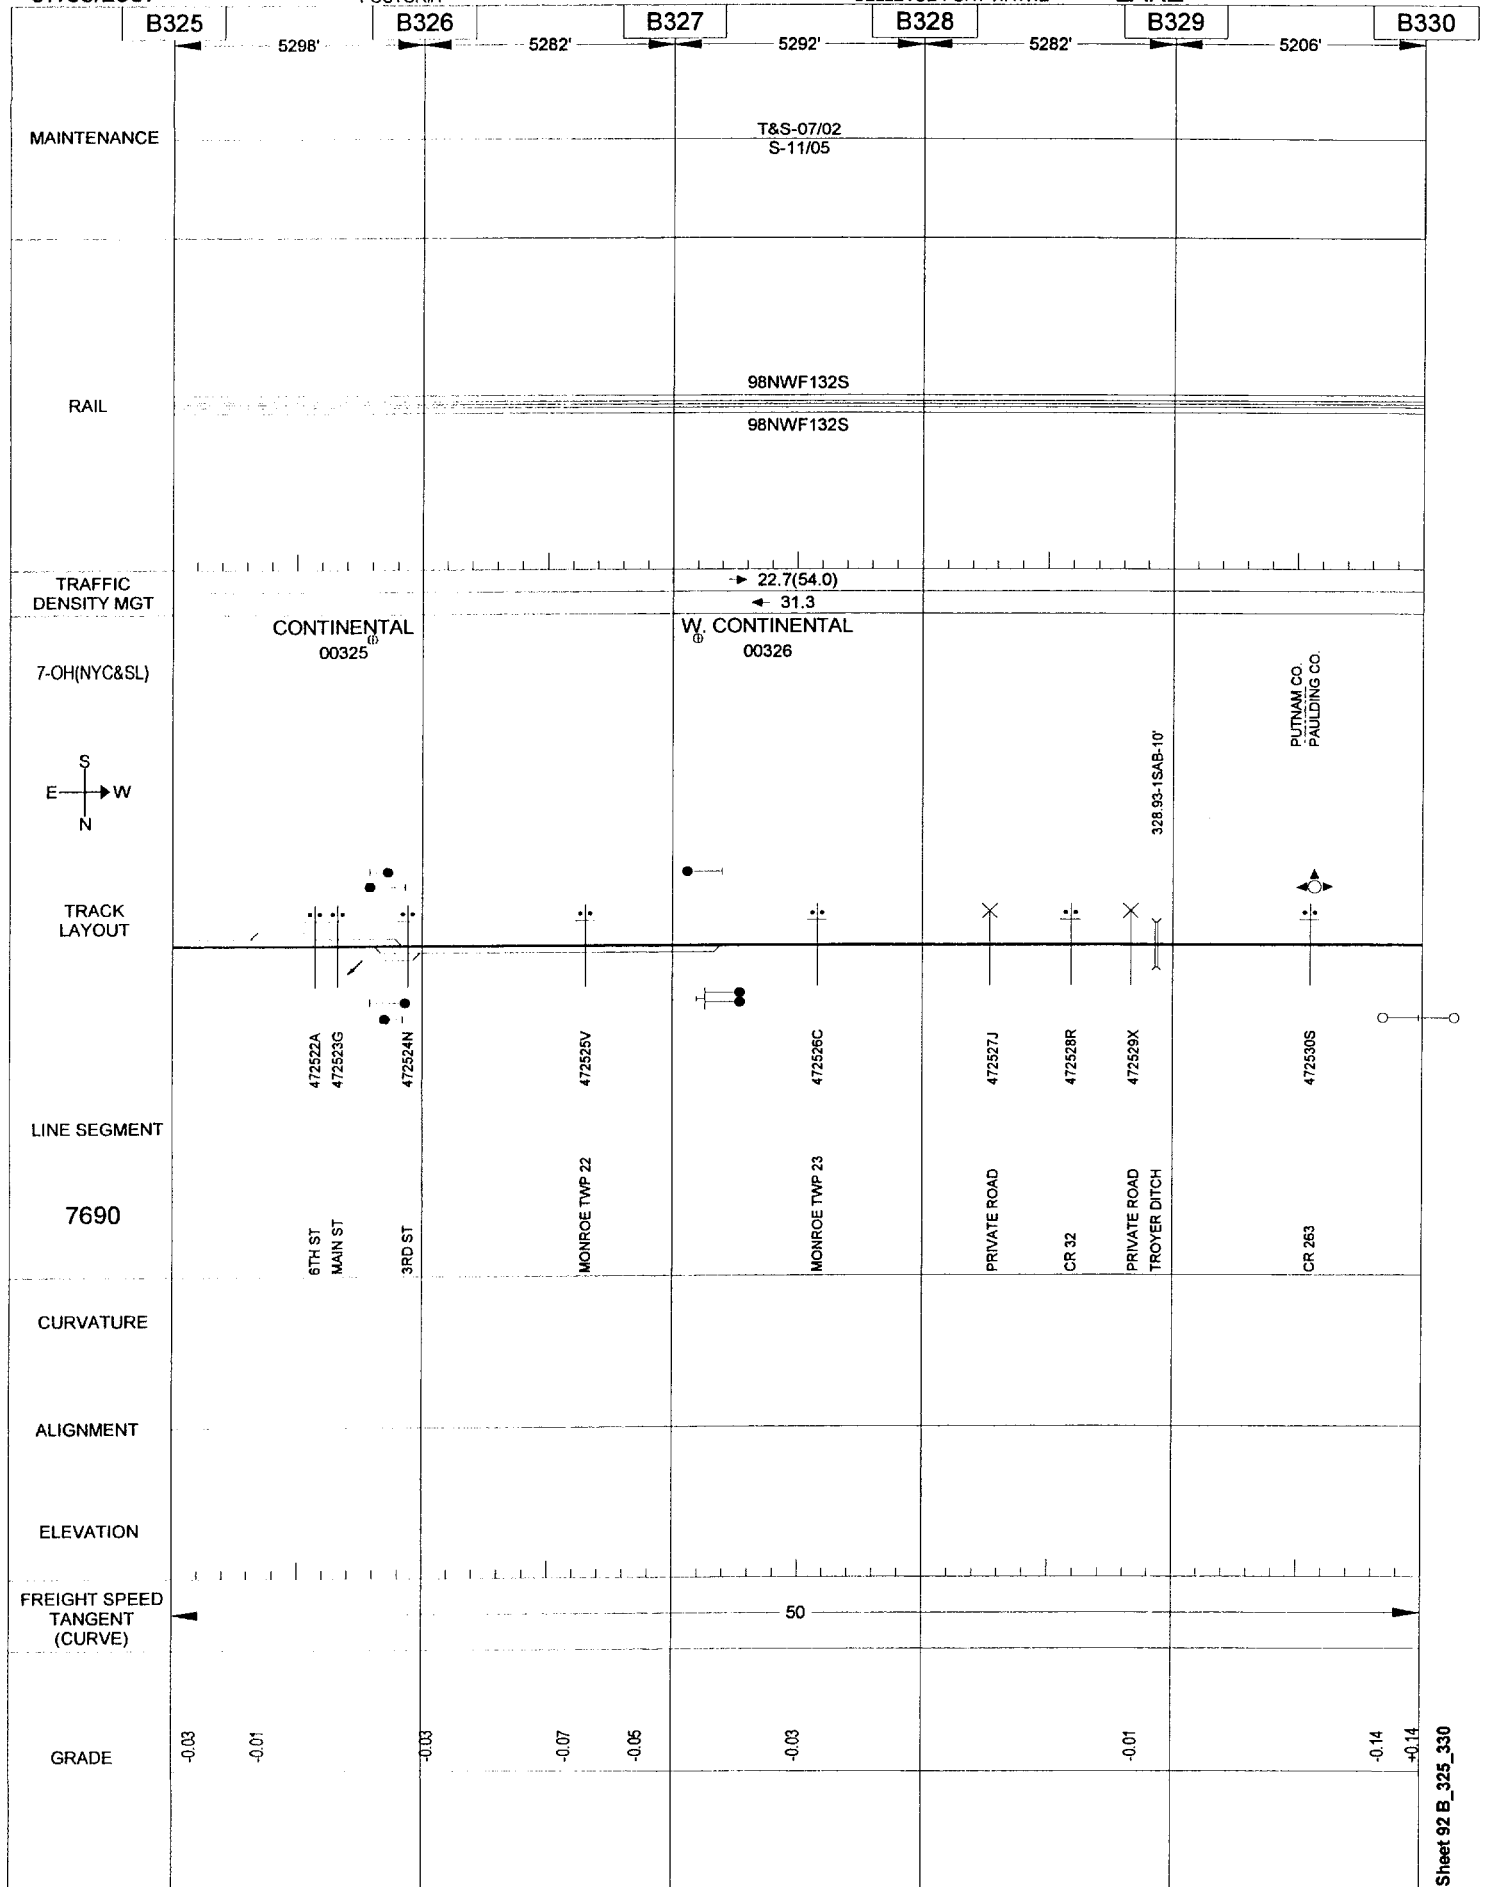 B325 B326 B327 B328 B329 B330
5298' 5282' 5292' 5282' 5206'
MAINTENANCE
T&S-07/02
S-11/05
RAIL
98NWF132S
98NWF132S
TRAFFIC
DENSITY MGT
22.7(54.0)
31.3
CONTINENTAL
00325
W. CONTINENTAL
00326
7-OH(NYC&SL)
PUTNAM CO.
PAULDING CO.
S
E W
N
328.93-1SAB-10'
TRACK
LAYOUT
472522A
472523G
472524N
472525V
472526C
472527J
472528R
472529X
472530S
LINE SEGMENT
7690
6TH ST
MAIN ST
3RD ST
MONROE TWP 22
MONROE TWP 23
PRIVATE ROAD
CR 32
PRIVATE ROAD
TROYER DITCH
CR 263
CURVATURE
ALIGNMENT
ELEVATION
FREIGHT SPEED
TANGENT
(CURVE)
50
GRADE
-0.03
-0.01
-0.03
-0.07
-0.05
-0.03
-0.01
-0.14
+0.14
Sheet 92 B_325_330